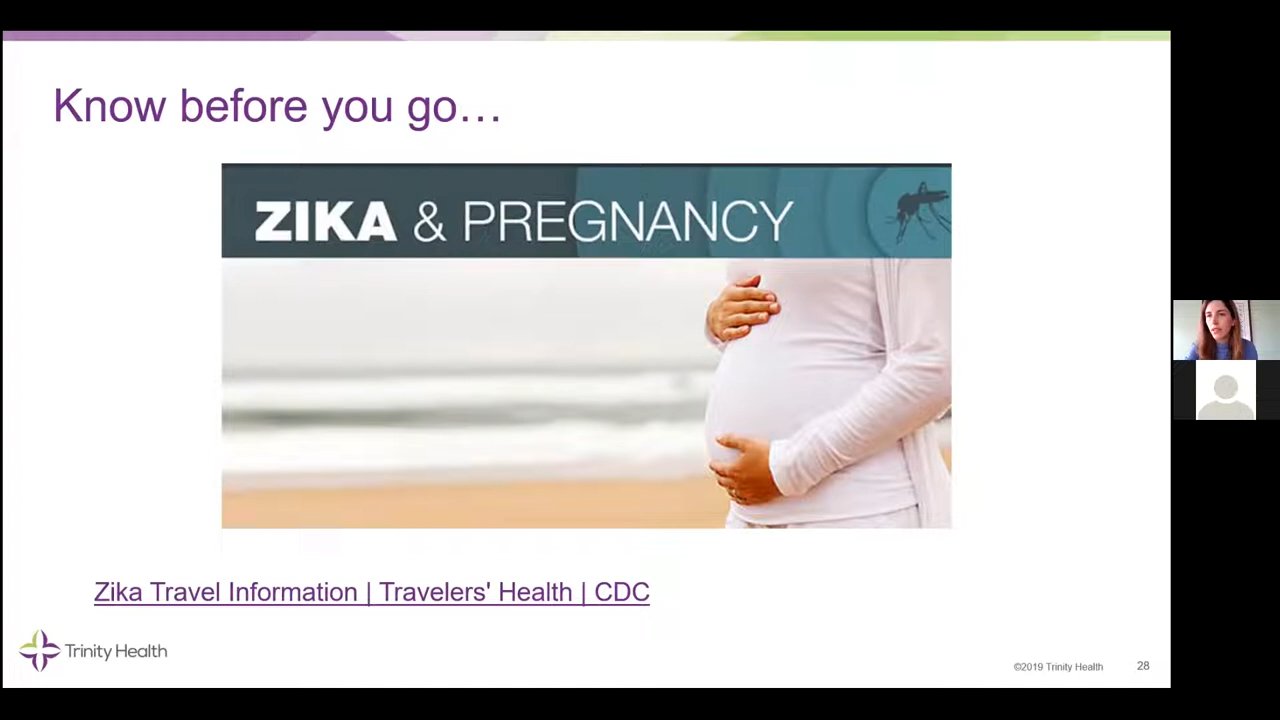 Know before you go…
ZIKA & PREGNANCY
Zika Travel Information | Travelers' Health | CDC
Trinity Health
©2019 Trinity Health
28